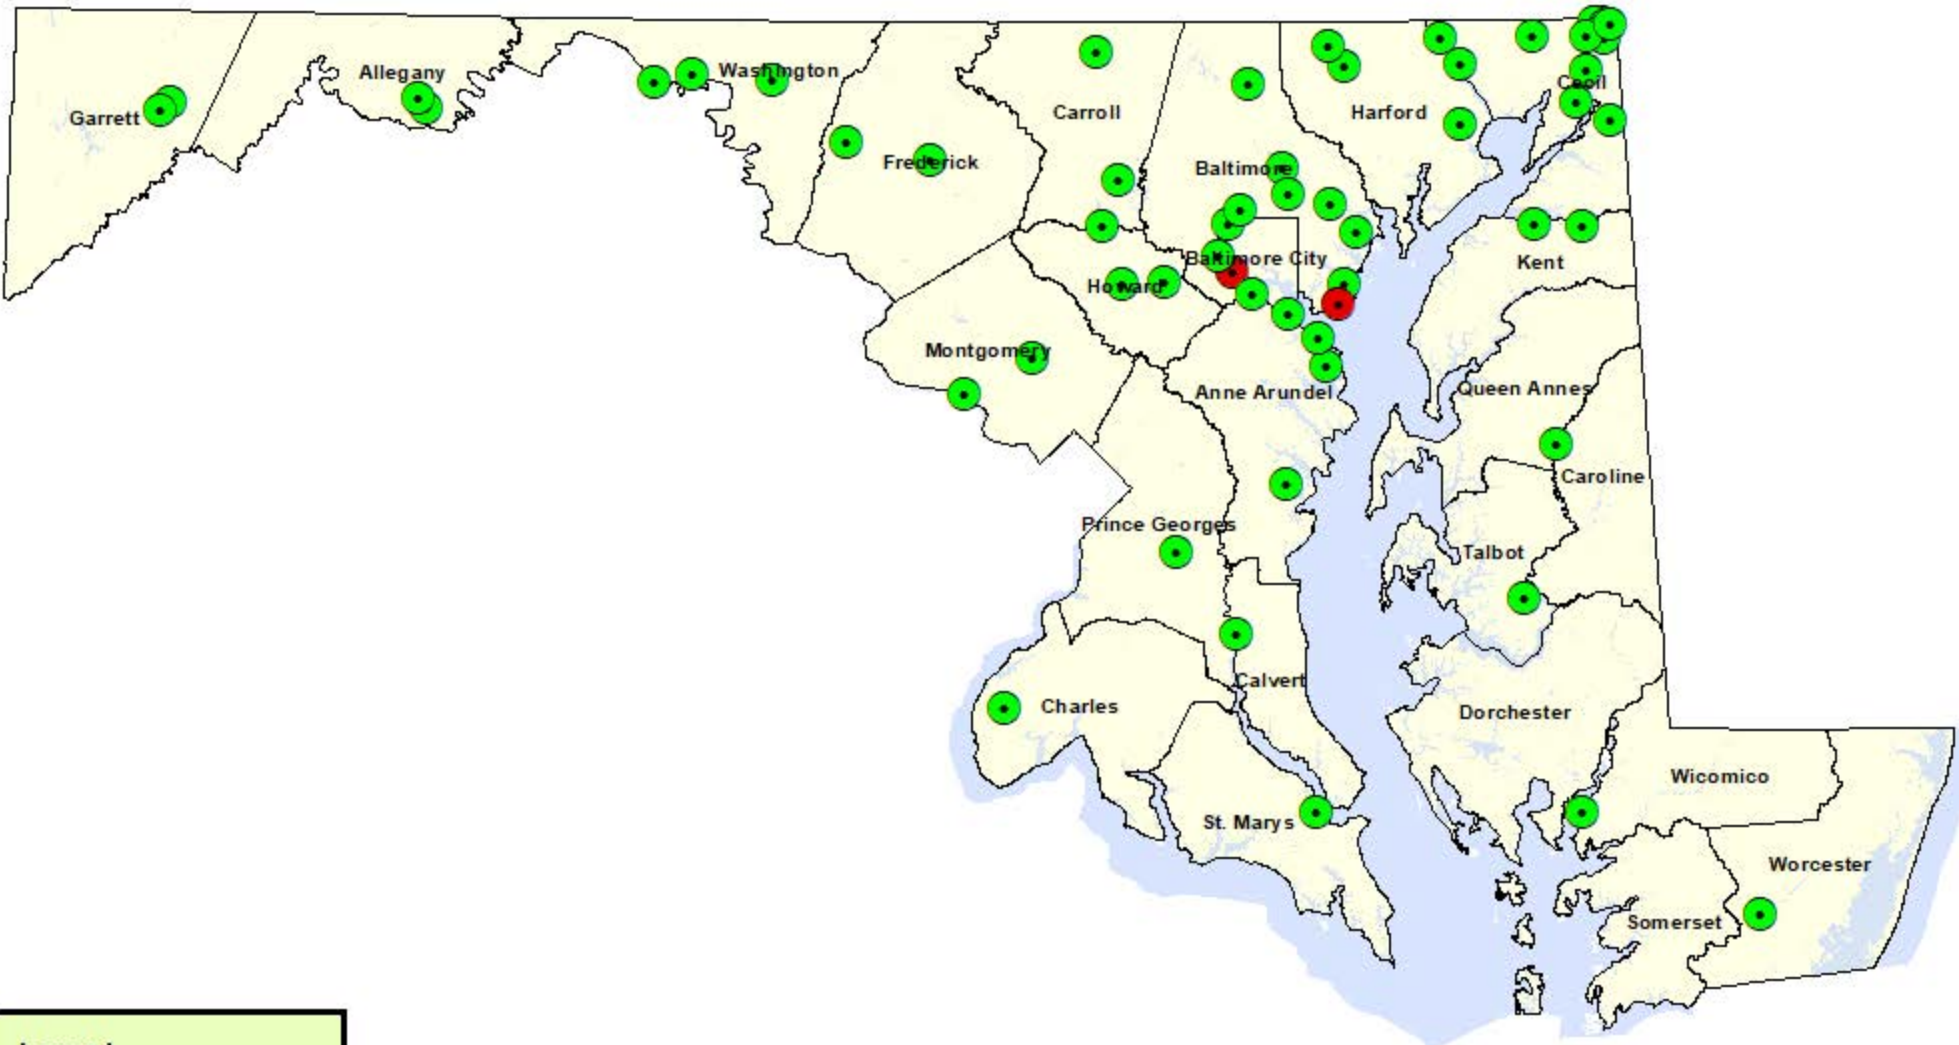 Garrett
Allegany
Washington
Frederick
Carroll
Baltimore
Harford
Cecil
Baltimore City
Howard
Kent
Montgomery
Anne Arundel
Queen Annes
Caroline
Prince Georges
Talbot
Calvert
Charles
Dorchester
St. Marys
Wicomico
Worcester
Somerset